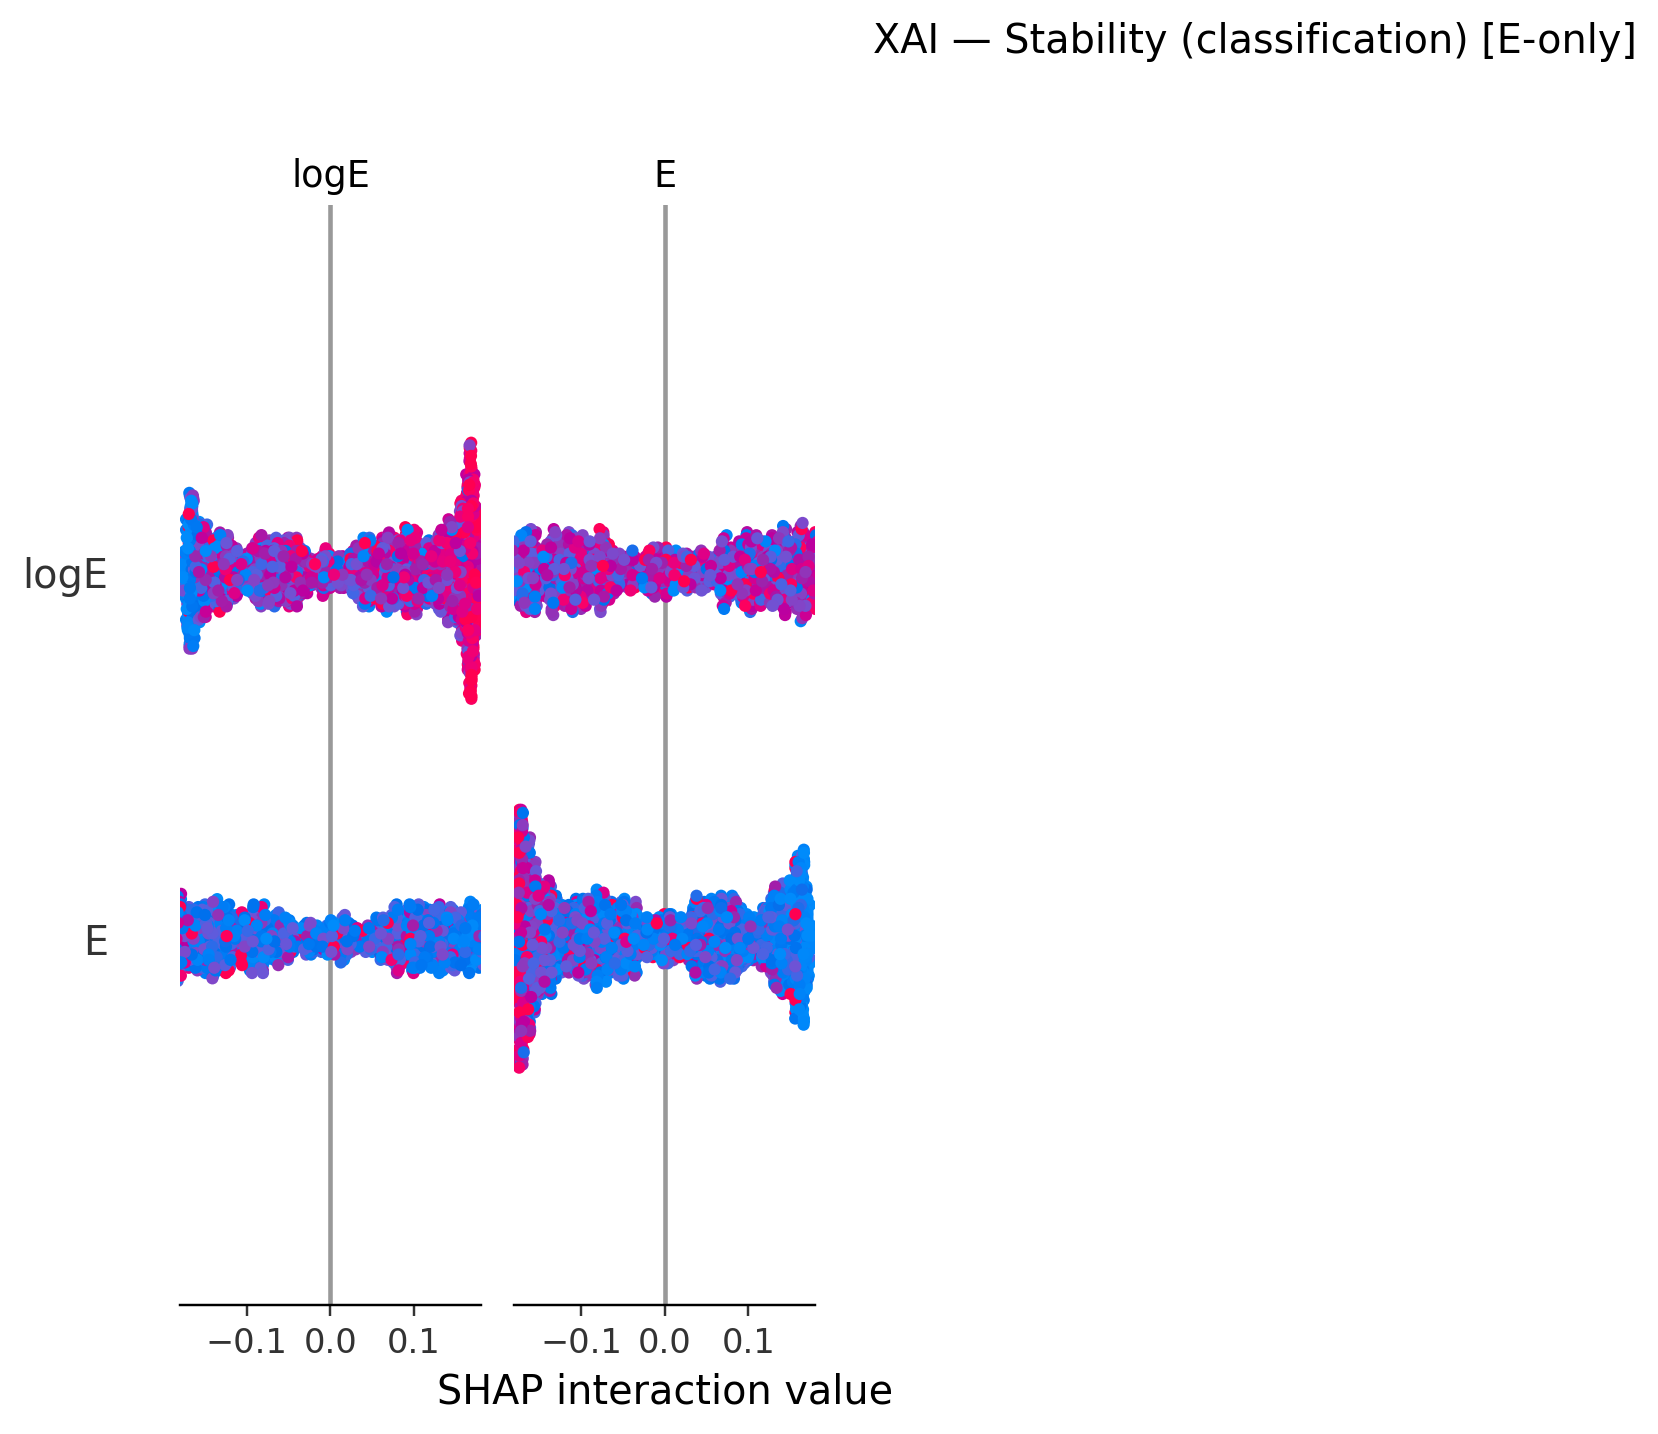 XAI — Stability (classification) [E-only]
logE E
logE
E
−0.1 0.0 0.1 −0.1 0.0 0.1
SHAP interaction value